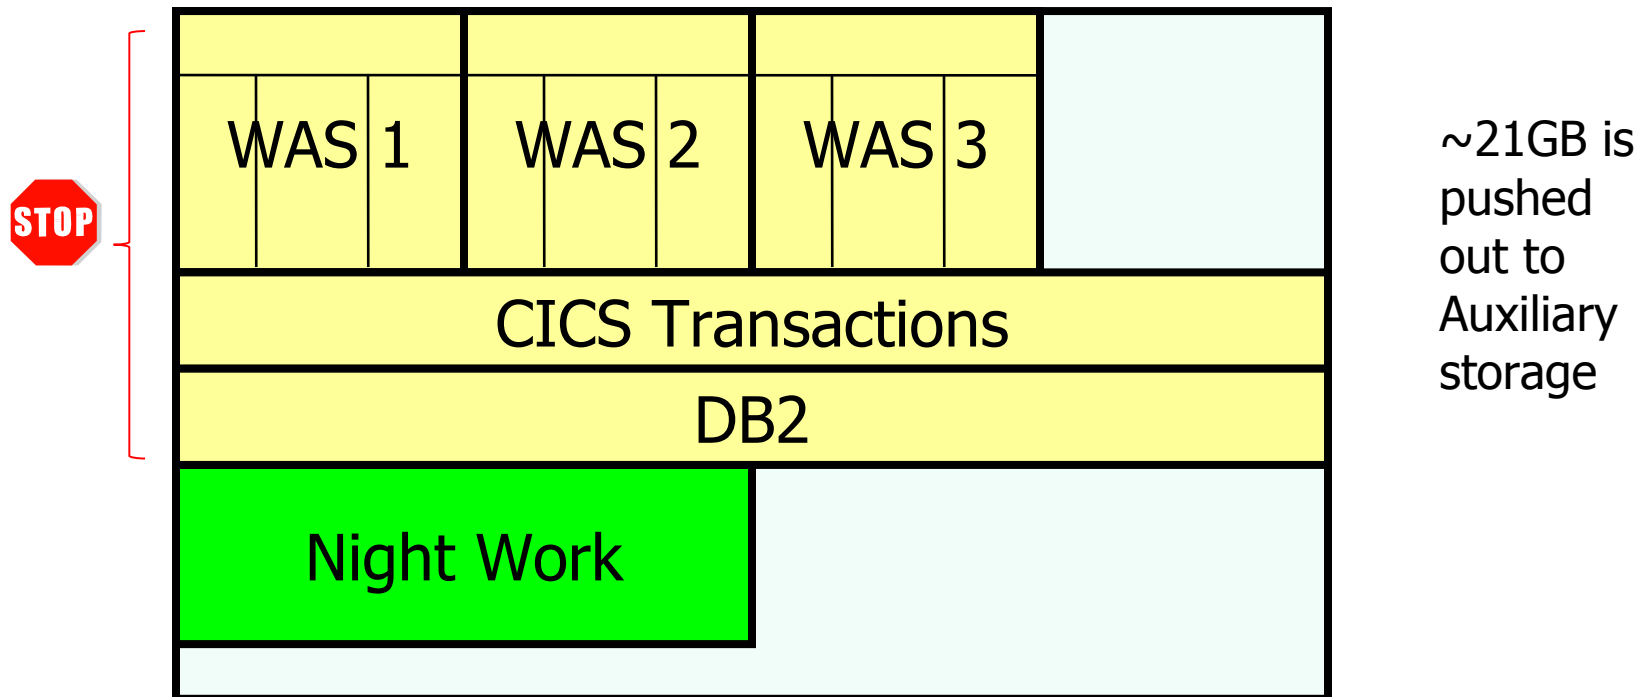 WAS 1
WAS 2
WAS 3
STOP
CICS Transactions
DB2
Night Work
~21GB is
pushed
out to
Auxiliary
storage